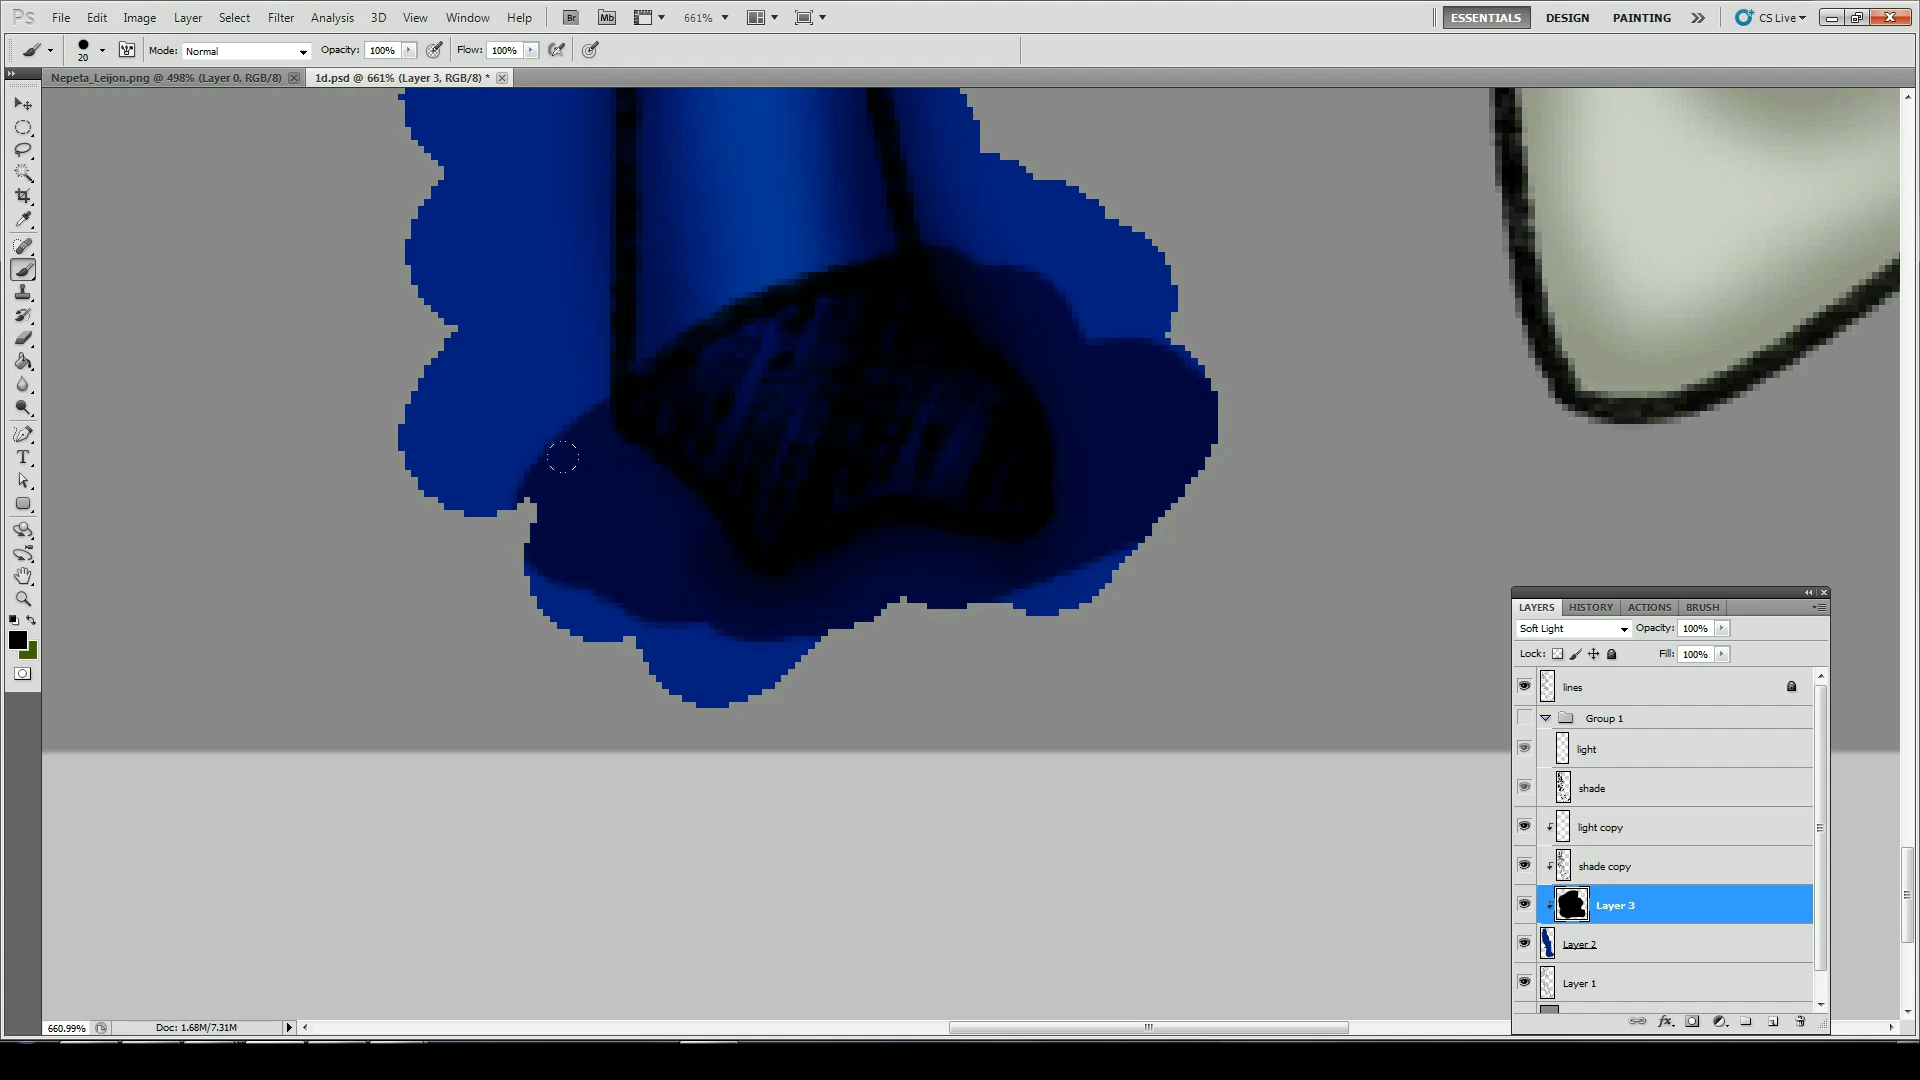 Ps File Edit Image Layer Select Filter Analysis 3D View Window Help Br Mb 661% ESSENTIALS DESIGN PAINTING CS Live
20 Mode: Normal Opacity: 100% Flow: 100%
Nepeta_Leijon.png @ 498% (Layer 0, RGB/8) 1d.psd @ 661% (Layer 3, RGB/8) *
LAYERS HISTORY ACTIONS BRUSH
Soft Light Opacity: 100%
Lock: Fill: 100%
lines
Group 1
light
shade
light copy
shade copy
Layer 3
Layer 2
Layer 1
660.99% Doc: 1.68M/7.31M